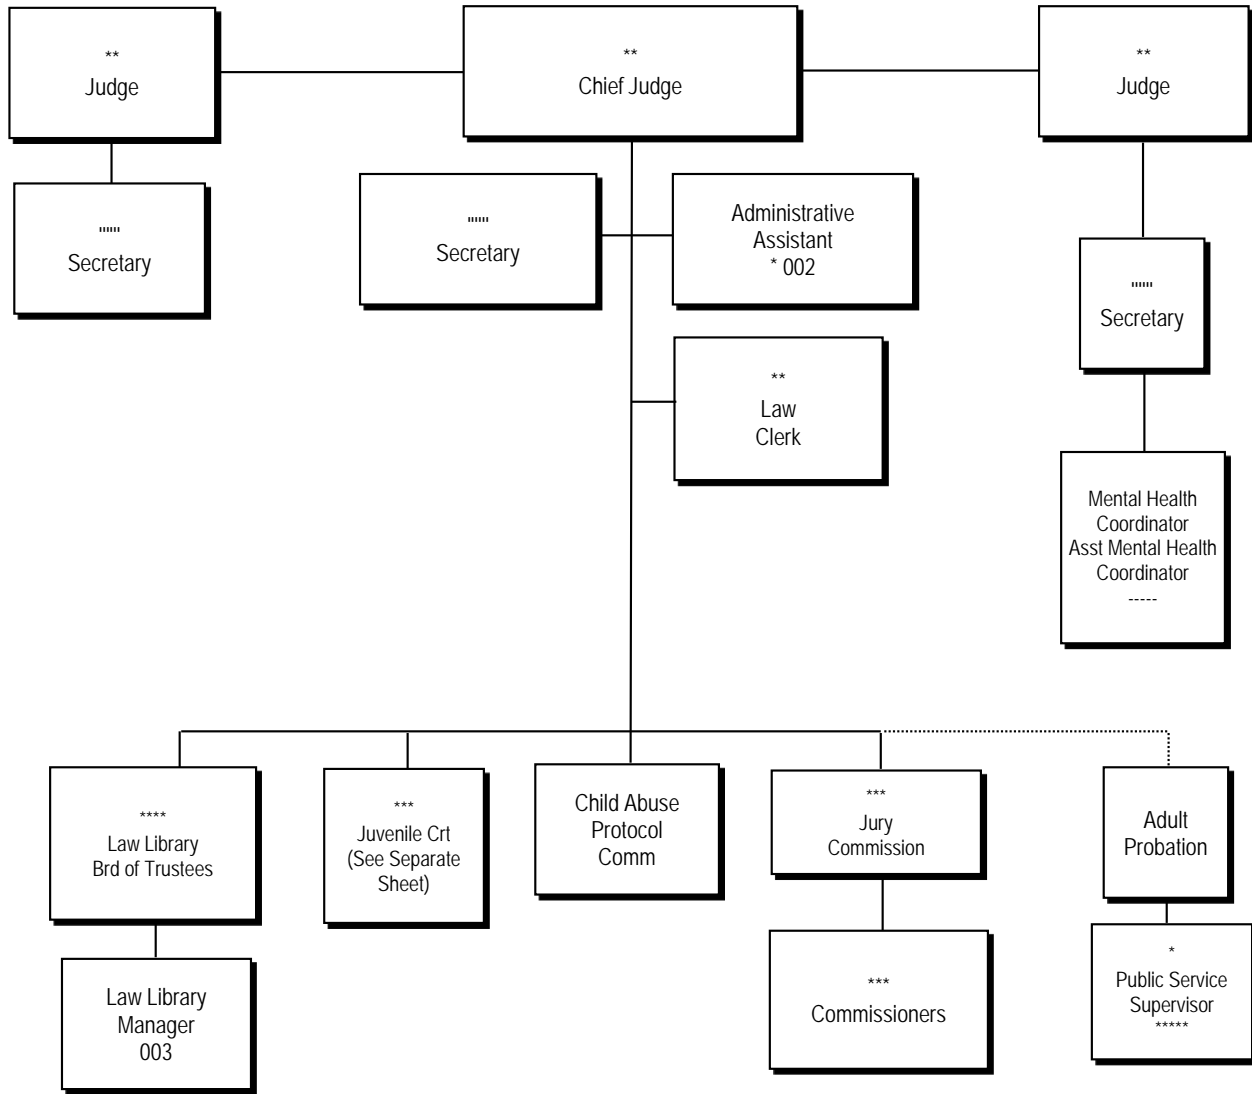 **
Judge
**
Chief Judge
**
Judge
""""
Secretary
""""
Secretary
Administrative
Assistant
* 002
""""
Secretary
**
Law
Clerk
Mental Health
Coordinator
Asst Mental Health
Coordinator
-----
****
Law Library
Brd of Trustees
***
Juvenile Crt
(See Separate
Sheet)
Child Abuse
Protocol
Comm
***
Jury
Commission
Adult
Probation
Law Library
Manager
003
***
Commissioners
*
Public Service
Supervisor
*****